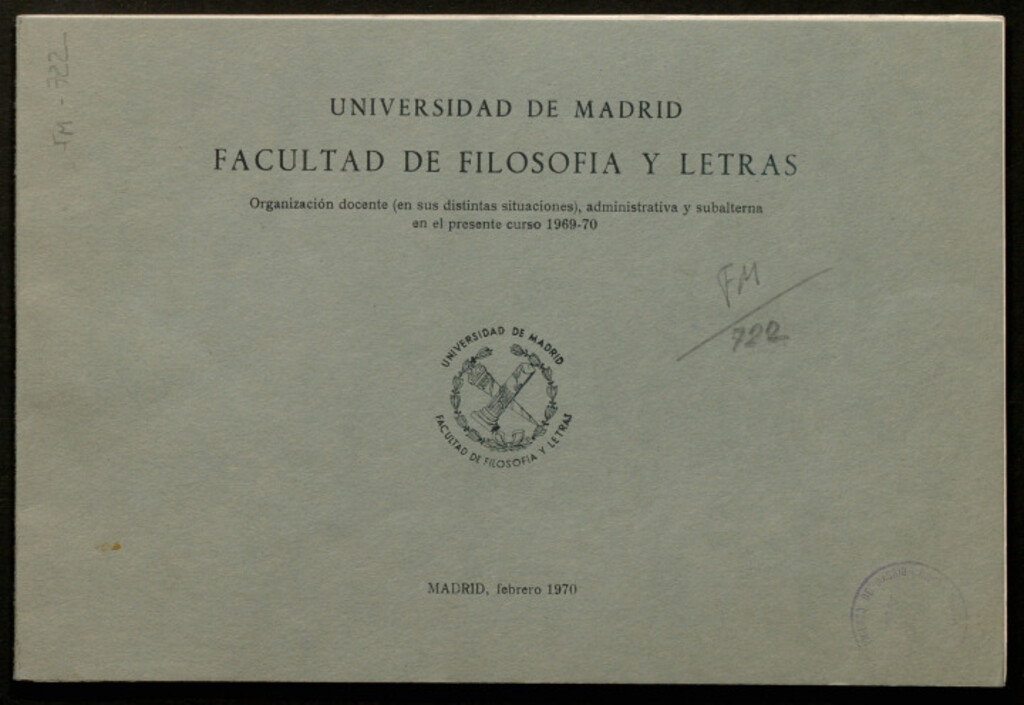 FM-722
UNIVERSIDAD DE MADRID
FACULTAD DE FILOSOFIA Y LETRAS
Organización docente (en sus distintas situaciones), administrativa y subalterna
en el presente curso 1969-70
FM
722
UNIVERSIDAD DE MADRID
FACULTAD DE FILOSOFIA Y LETRAS
MADRID, febrero 1970